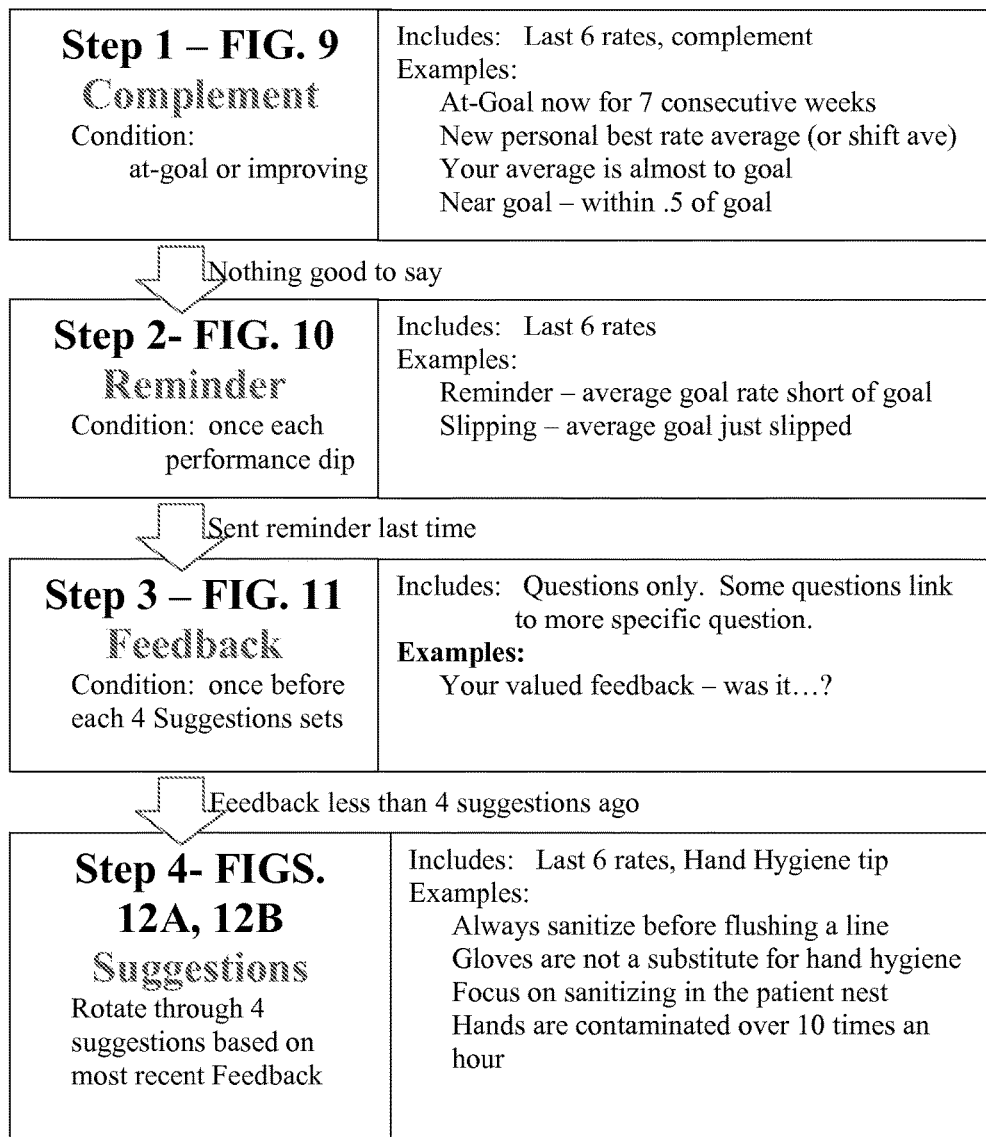 Step 1 – FIG. 9
Complement
Condition:
at-goal or improving
Includes: Last 6 rates, complement
Examples:
At-Goal now for 7 consecutive weeks
New personal best rate average (or shift ave)
Your average is almost to goal
Near goal – within .5 of goal
Nothing good to say
Step 2- FIG. 10
Reminder
Condition: once each
performance dip
Includes: Last 6 rates
Examples:
Reminder – average goal rate short of goal
Slipping – average goal just slipped
Sent reminder last time
Step 3 – FIG. 11
Feedback
Condition: once before
each 4 Suggestions sets
Includes: Questions only. Some questions link
to more specific question.
Examples:
Your valued feedback – was it…?
Feedback less than 4 suggestions ago
Step 4- FIGS.
12A, 12B
Suggestions
Rotate through 4
suggestions based on
most recent Feedback
Includes: Last 6 rates, Hand Hygiene tip
Examples:
Always sanitize before flushing a line
Gloves are not a substitute for hand hygiene
Focus on sanitizing in the patient nest
Hands are contaminated over 10 times an
hour